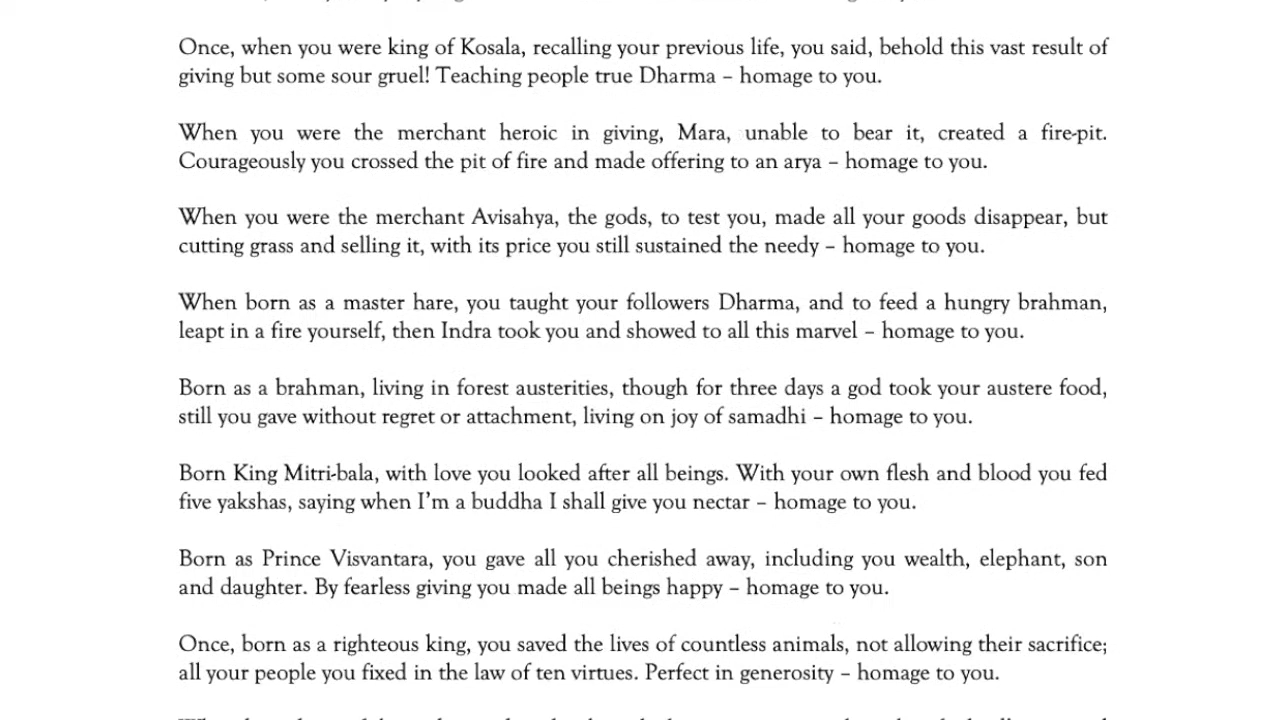 Once, when you were king of Kosala, recalling your previous life, you said, behold this vast result of
giving but some sour gruel! Teaching people true Dharma – homage to you.
When you were the merchant heroic in giving, Mara, unable to bear it, created a fire-pit.
Courageously you crossed the pit of fire and made offering to an arya – homage to you.
When you were the merchant Avisahya, the gods, to test you, made all your goods disappear, but
cutting grass and selling it, with its price you still sustained the needy – homage to you.
When born as a master hare, you taught your followers Dharma, and to feed a hungry brahman,
leapt in a fire yourself, then Indra took you and showed to all this marvel – homage to you.
Born as a brahman, living in forest austerities, though for three days a god took your austere food,
still you gave without regret or attachment, living on joy of samadhi – homage to you.
Born King Mitri-bala, with love you looked after all beings. With your own flesh and blood you fed
five yakshas, saying when I'm a buddha I shall give you nectar – homage to you.
Born as Prince Visvantara, you gave all you cherished away, including you wealth, elephant, son
and daughter. By fearless giving you made all beings happy – homage to you.
Once, born as a righteous king, you saved the lives of countless animals, not allowing their sacrifice;
all your people you fixed in the law of ten virtues. Perfect in generosity – homage to you.